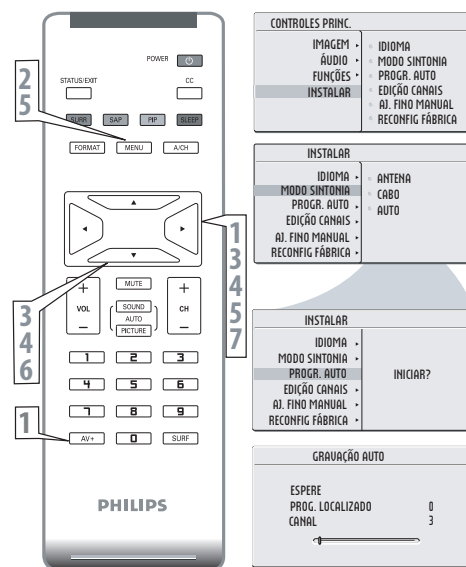 POWER
STATUS/EXIT
CC
SURR SAP PIP SLEEP
FORMAT MENU A/CH
MUTE
+ SOUND +
VOL AUTO CH
- PICTURE -
1 2 3
4 5 6
7 8 9
AV+ 0 SURF
PHILIPS
2
5
3
4
6
1
1
3
4
5
7
CONTROLES PRINC.
IMAGEM
ÁUDIO
FUNÇÕES
INSTALAR
IDIOMA
MODO SINTONIA
PROGR. AUTO
EDIÇÃO CANAIS
AJ. FINO MANUAL
RECONFIG FÁBRICA
INSTALAR
IDIOMA
MODO SINTONIA
PROGR. AUTO
EDIÇÃO CANAIS
AJ. FINO MANUAL
RECONFIG FÁBRICA
ANTENA
CABO
AUTO
INSTALAR
IDIOMA
MODO SINTONIA
PROGR. AUTO
EDIÇÃO CANAIS
AJ. FINO MANUAL
RECONFIG FÁBRICA
INICIAR?
GRAVAÇÃO AUTO
ESPERE
PROG. LOCALIZADO 0
CANAL 3